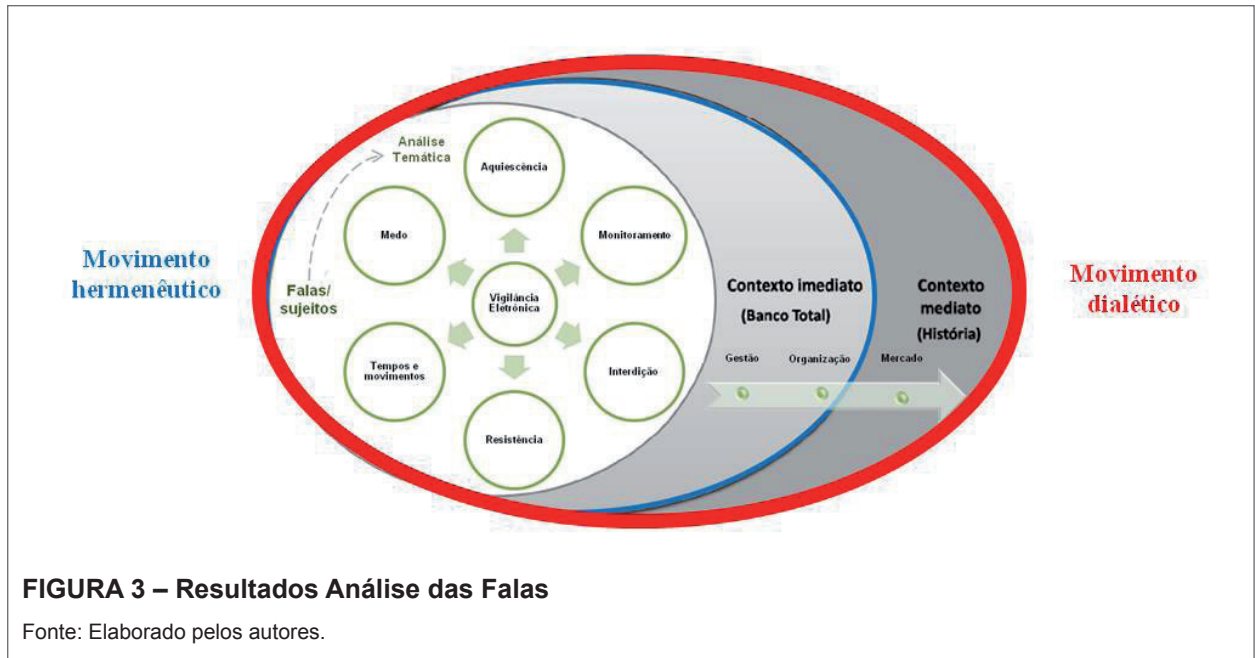 Movimento
hermenêutico
Falas/
sujeitos
Análise
Temática
Aquiescência
Medo
Monitoramento
Vigilância
Eletrônica
Tempos e
movimentos
Interdição
Resistência
Contexto imediato
(Banco Total)
Gestão
Organização
Mercado
Contexto
mediato
(História)
Movimento
dialético
FIGURA 3 – Resultados Análise das Falas
Fonte: Elaborado pelos autores.